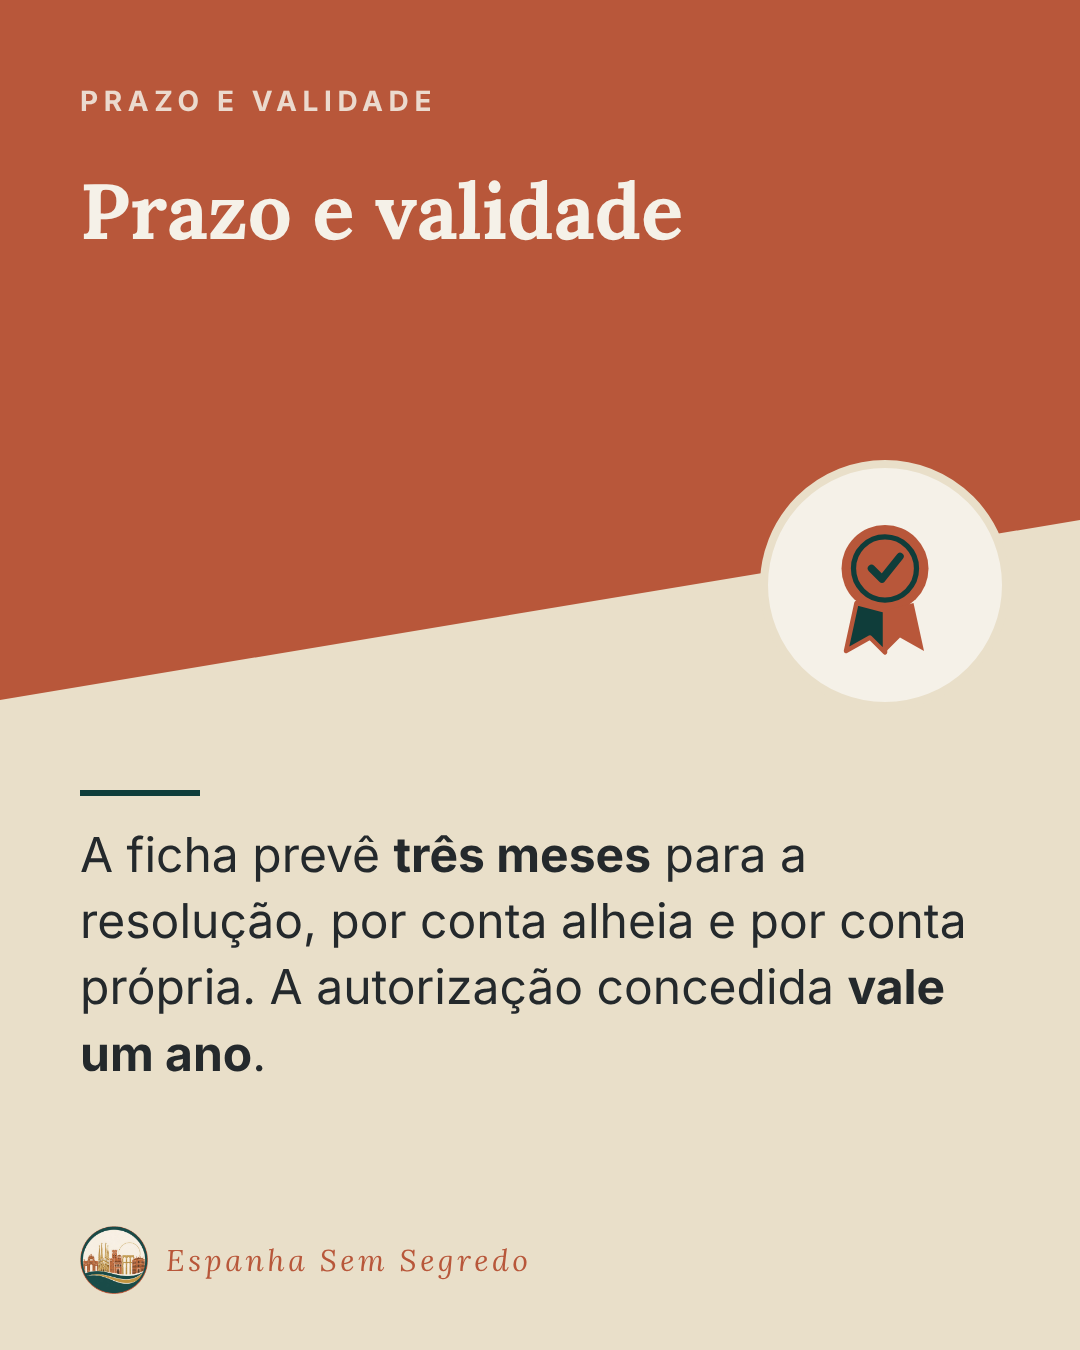 PRAZO E VALIDADE
Prazo e validade
A ficha prevê três meses para a
resolução, por conta alheia e por conta
própria. A autorização concedida vale
um ano.
Espanha Sem Segredo